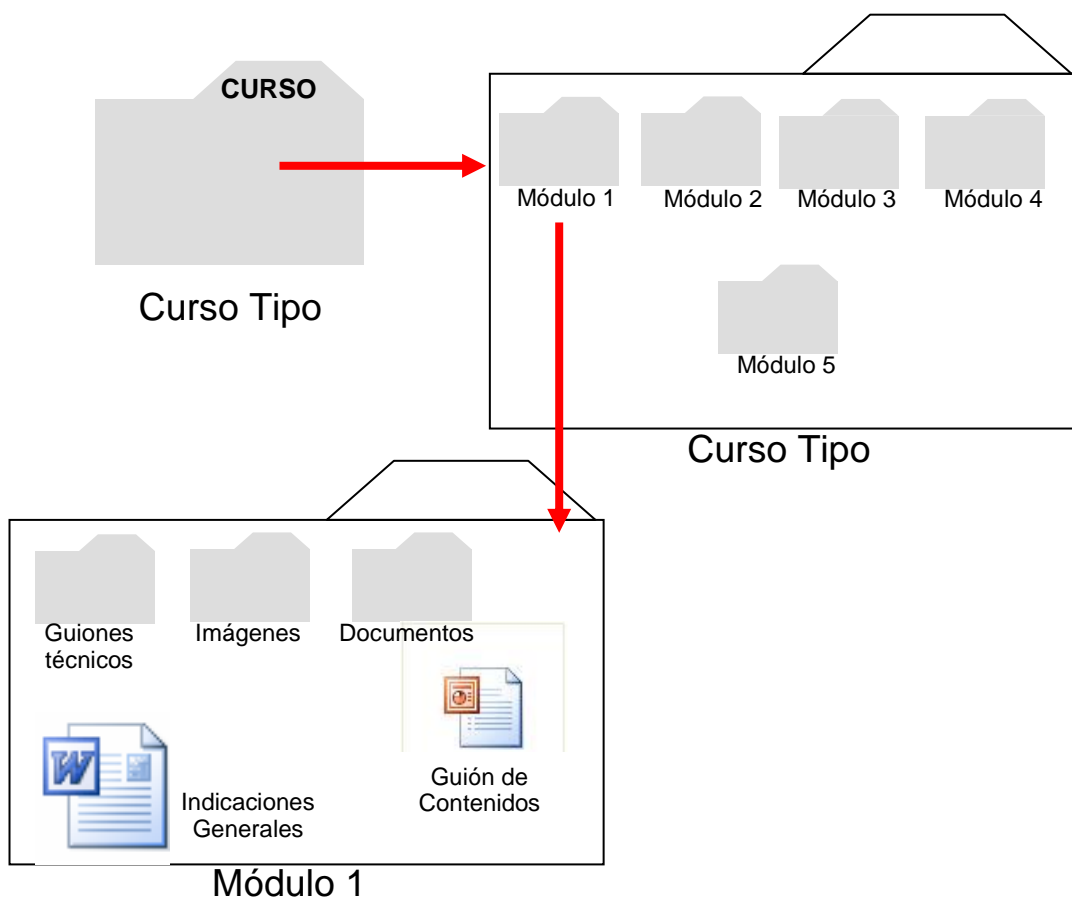 CURSO
Curso Tipo
Módulo 1
Módulo 2
Módulo 3
Módulo 4
Módulo 5
Curso Tipo
Guiones
técnicos
Imágenes
Documentos
W
Indicaciones
Generales
Guión de
Contenidos
Módulo 1